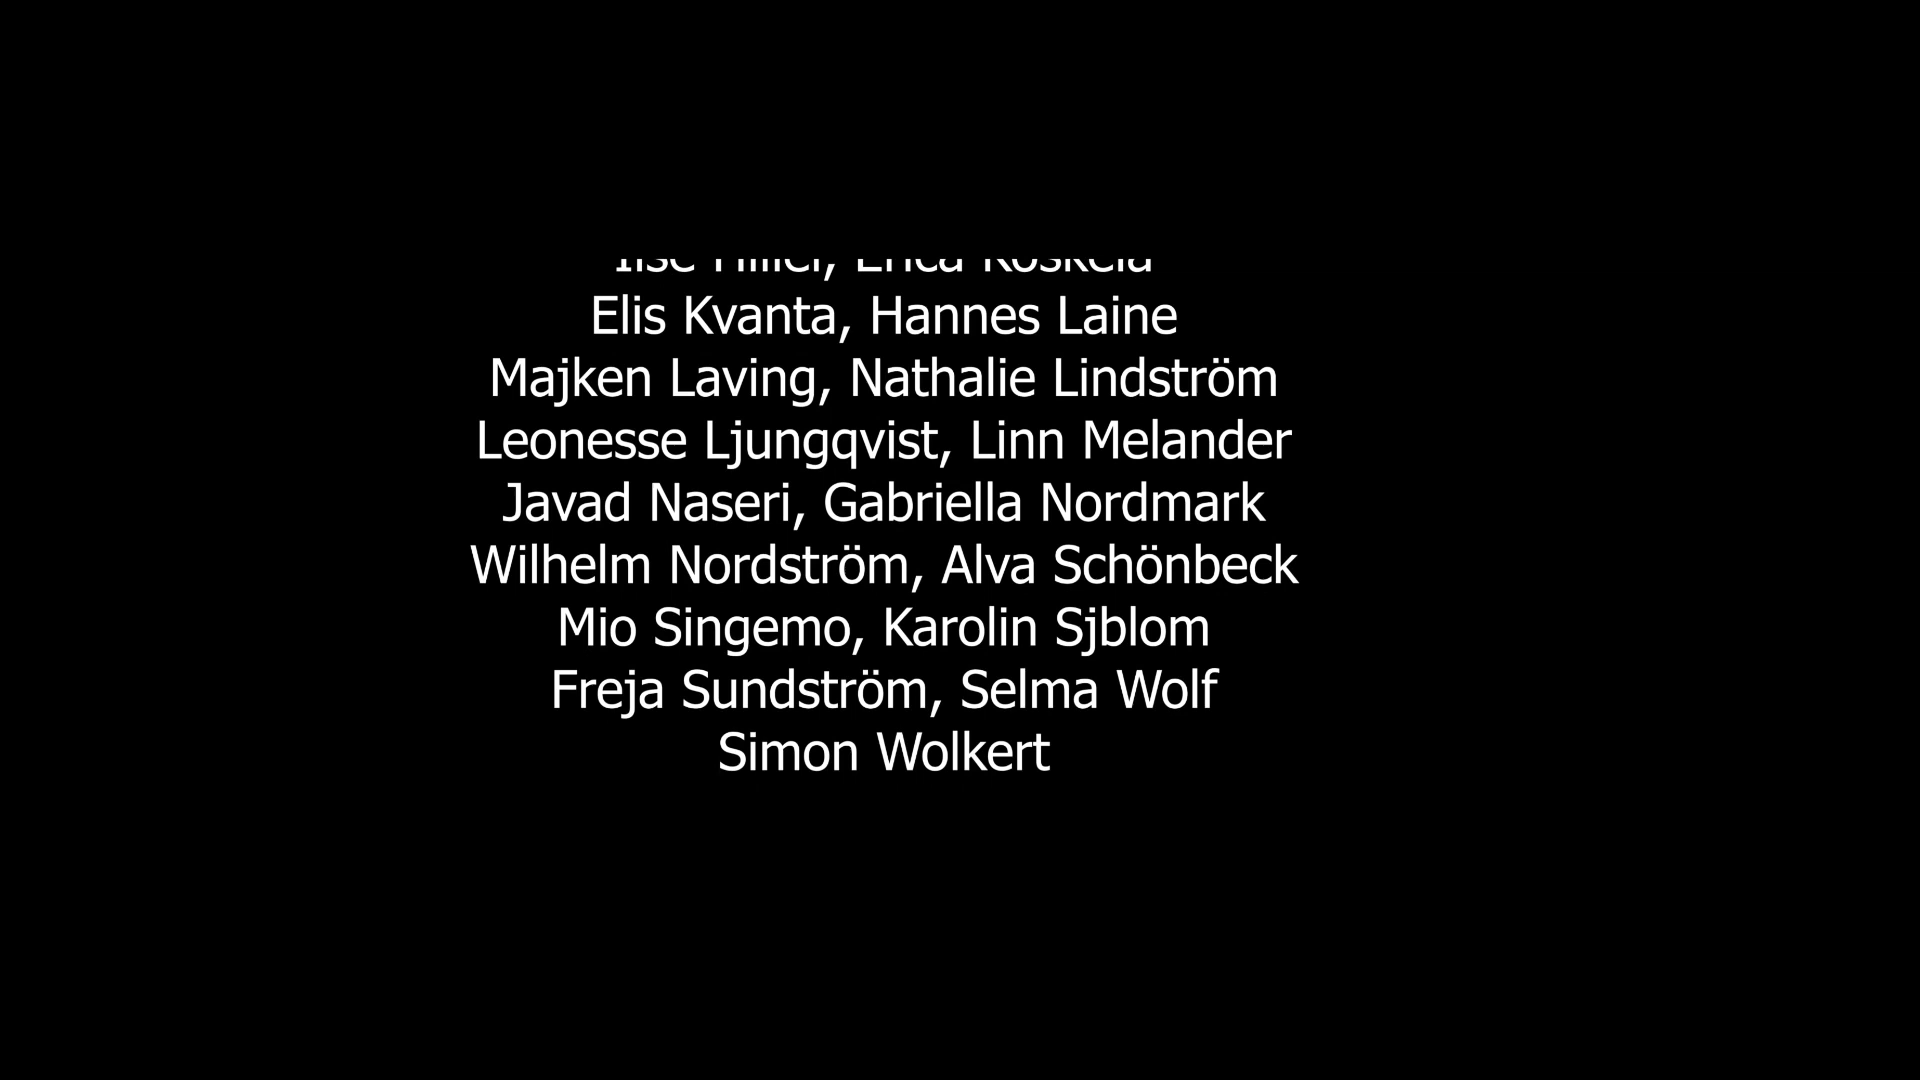 Elis Kvanta, Hannes Laine
Majken Laving, Nathalie Lindström
Leonesse Ljungqvist, Linn Melander
Javad Naseri, Gabriella Nordmark
Wilhelm Nordström, Alva Schönbeck
Mio Singemo, Karolin Sjblom
Freja Sundström, Selma Wolf
Simon Wolkert